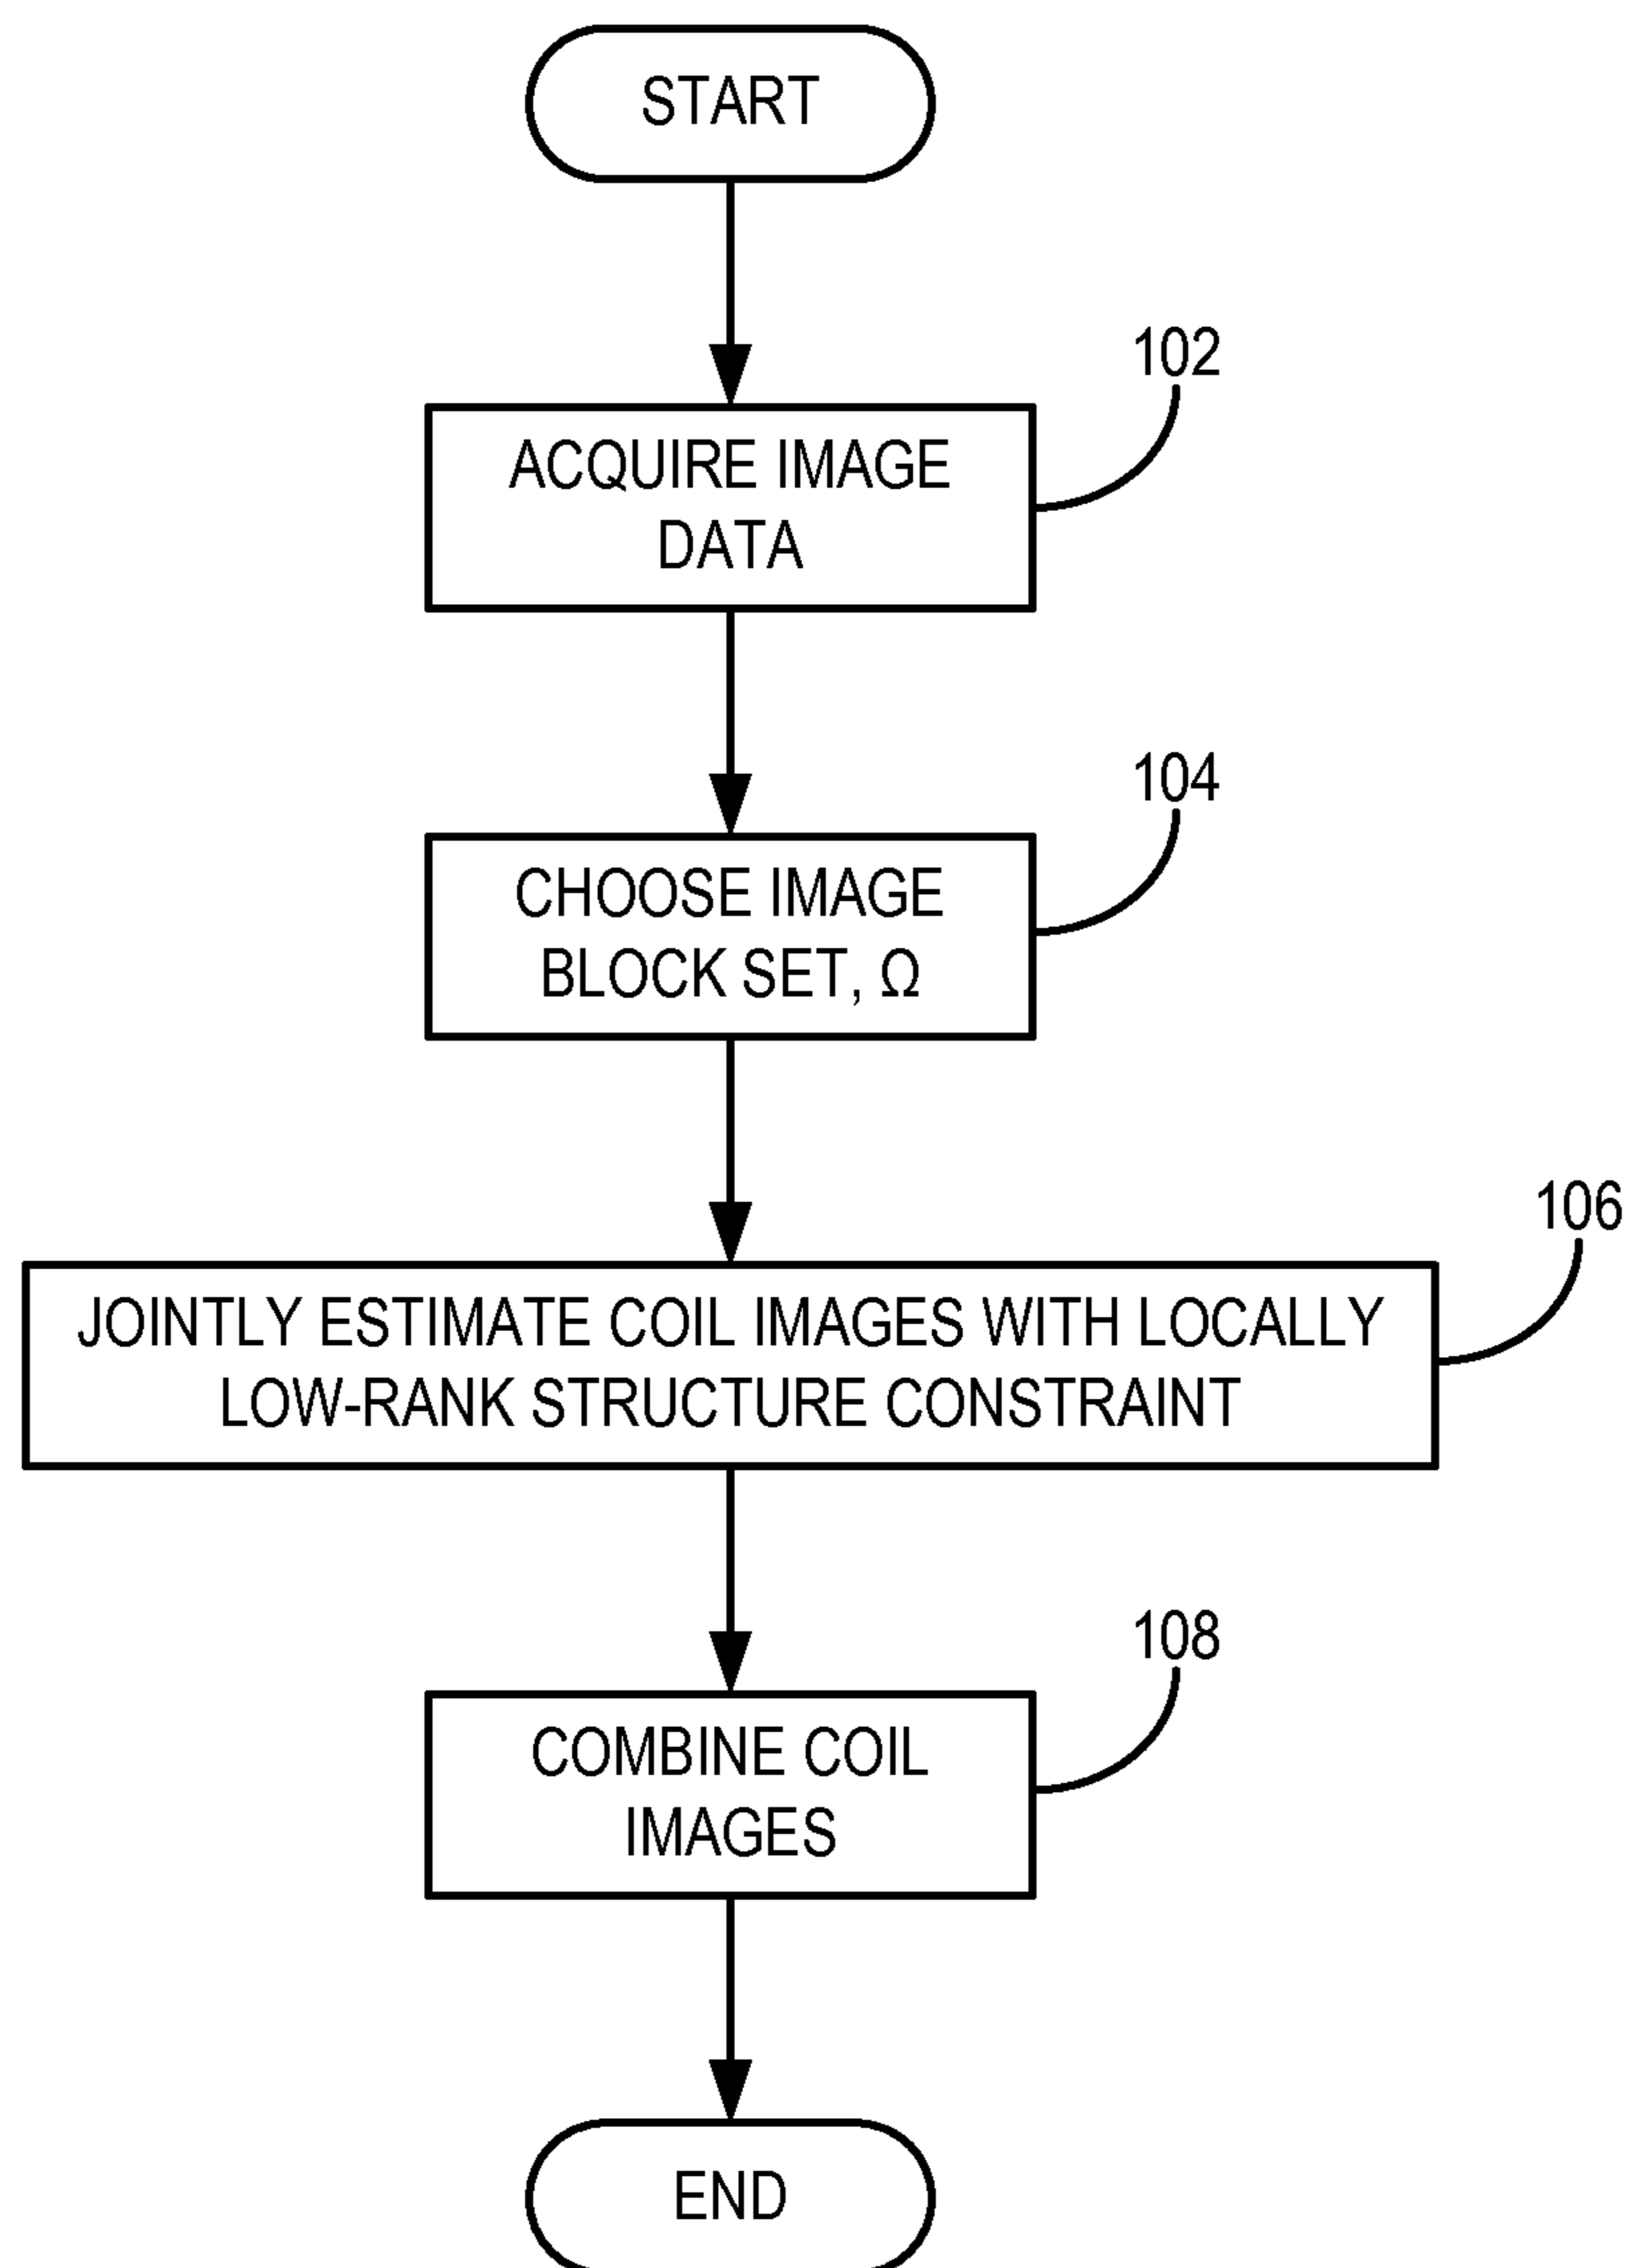 START
102
ACQUIRE IMAGE
DATA
104
CHOOSE IMAGE
BLOCK SET, Ω
106
JOINTLY ESTIMATE COIL IMAGES WITH LOCALLY
LOW-RANK STRUCTURE CONSTRAINT
108
COMBINE COIL
IMAGES
END